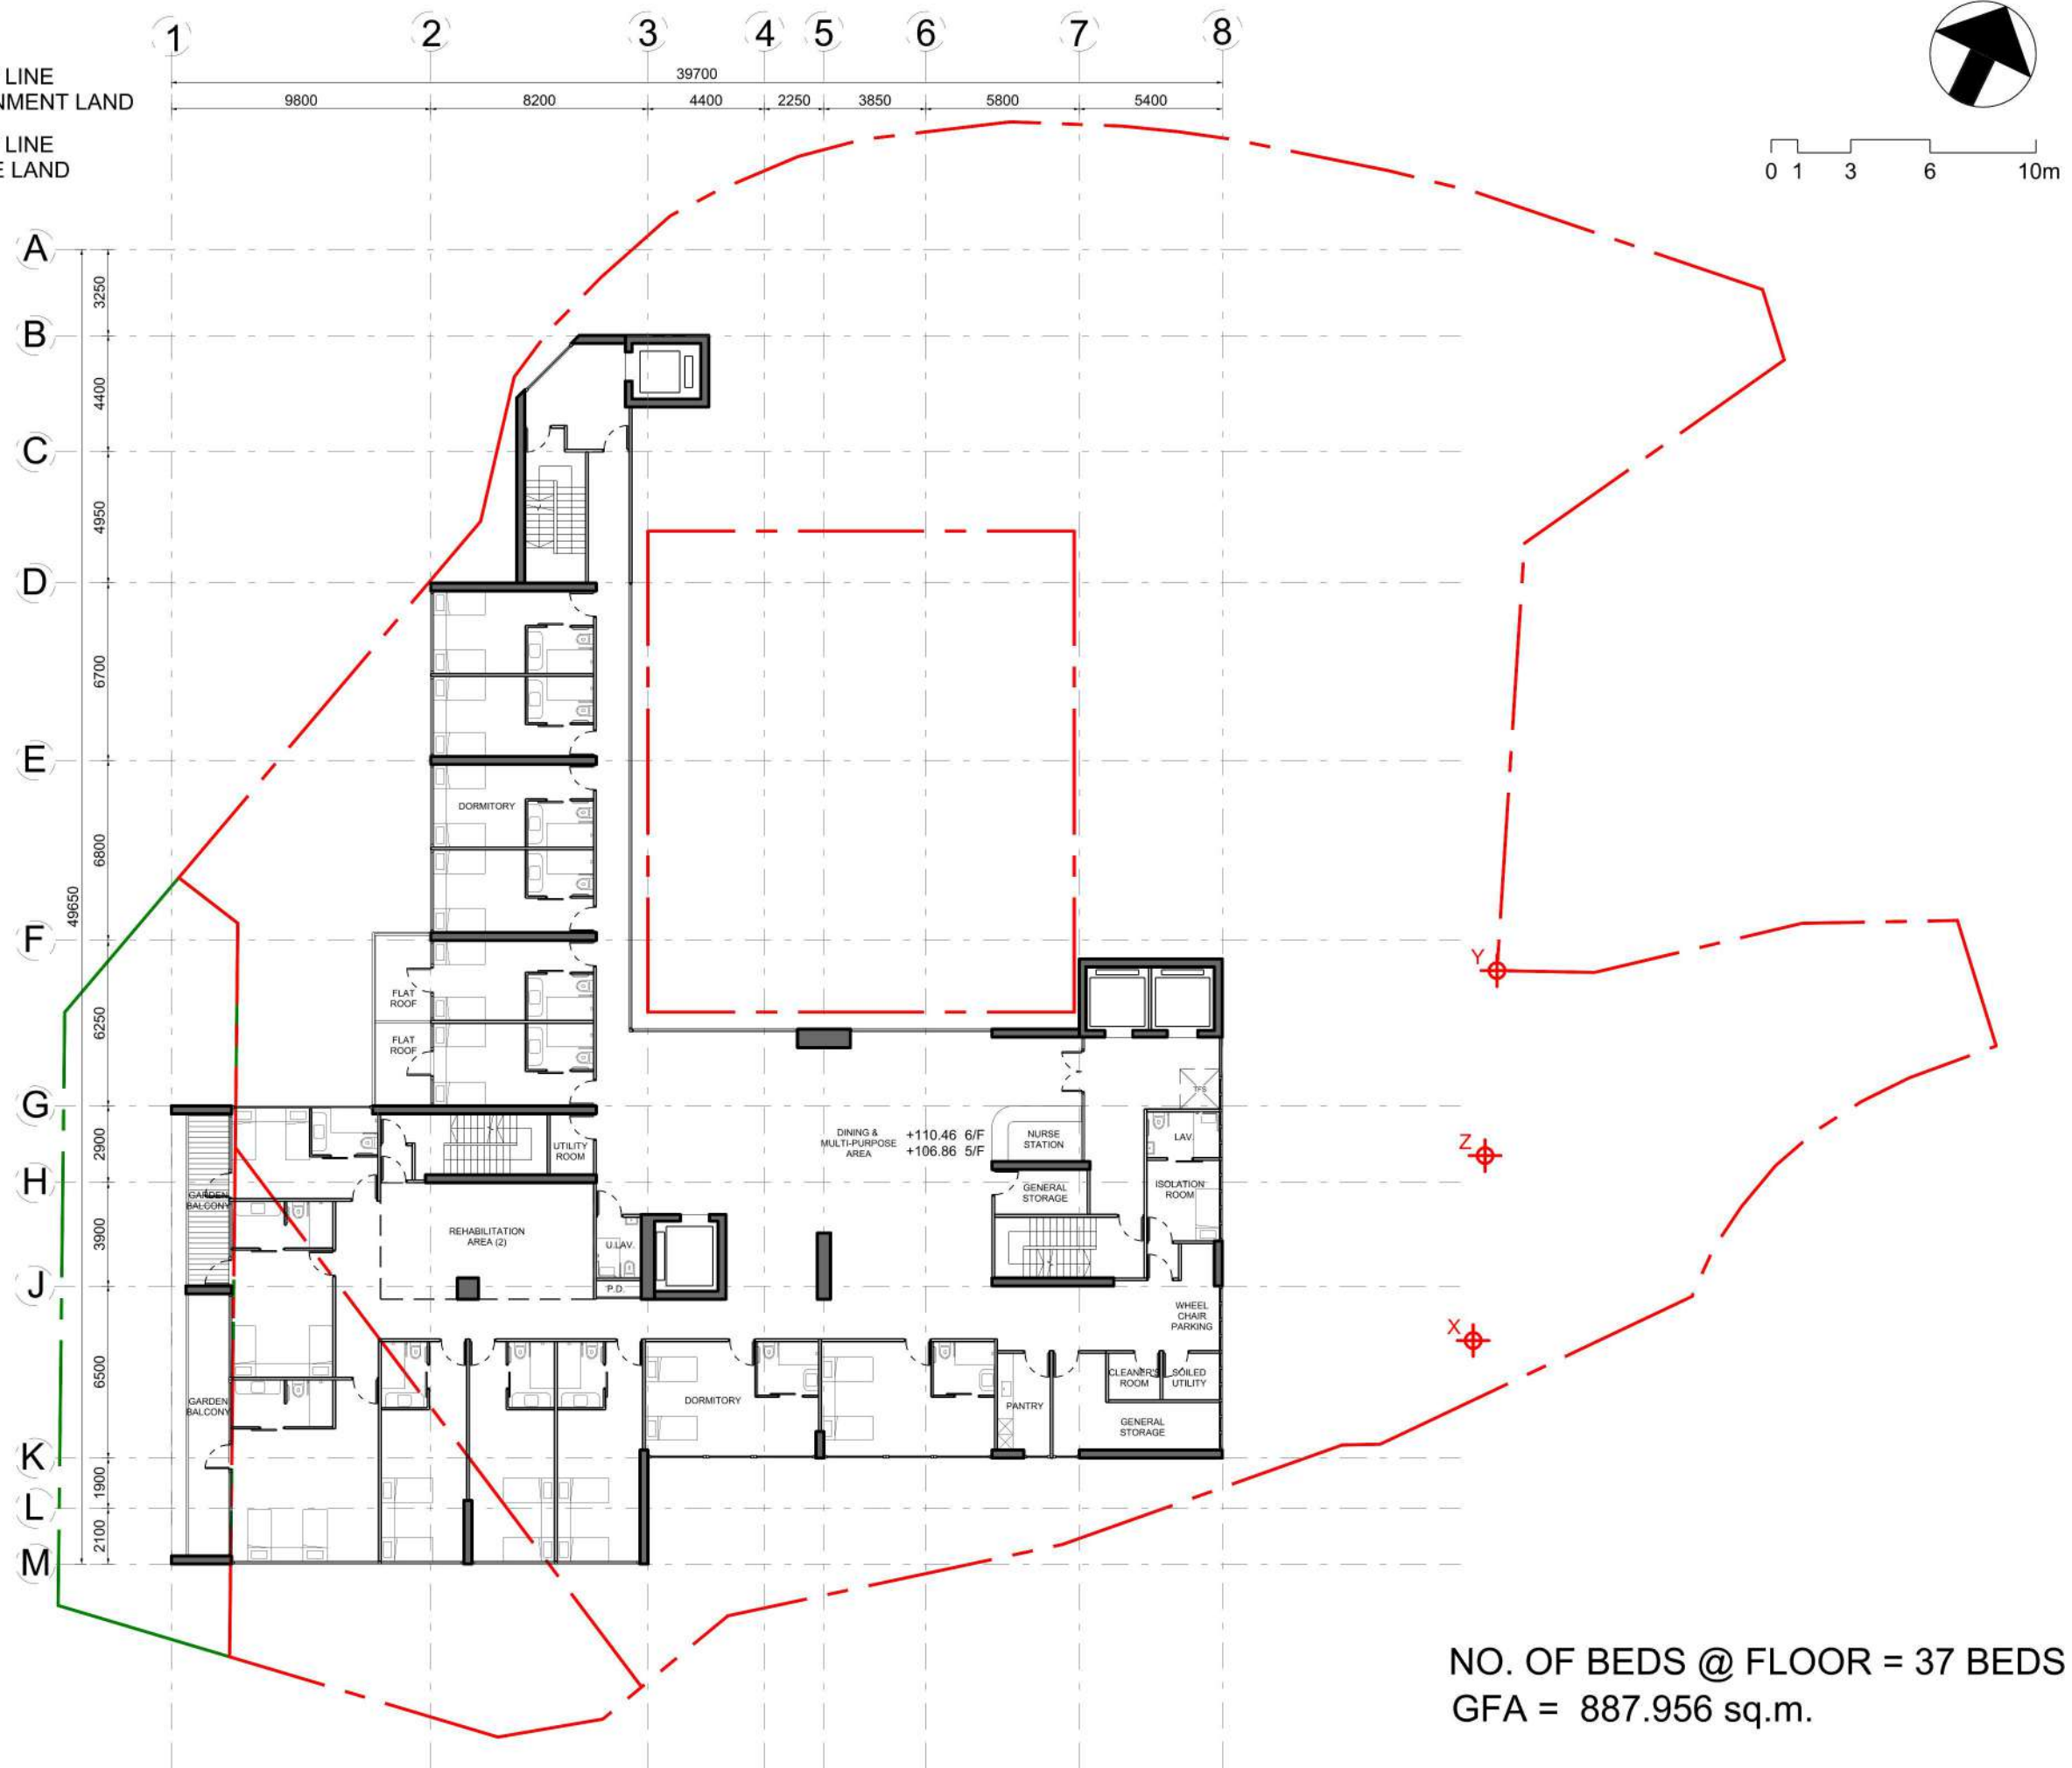 1 2 3 4 5 6 7 8
LINE
NMENT LAND
LINE
E LAND
39700
9800 8200 4400 2250 3850 5800 5400
0 1 3 6 10m
A
3250
B
4400
C
4950
D
6700
E
DORMITORY
6800
49650
F
Y
FLAT
ROOF
6250
FLAT
ROOF
TFS
G
DINING &
MULTI-PURPOSE
AREA
+110.46 6/F
+106.86 5/F
NURSE
STATION
LAV.
2900
UTILITY
ROOM
Z
H
GENERAL
STORAGE
ISOLATION
ROOM
GARDEN
BALCONY
3900
REHABILITATION
AREA (2)
U.LAV.
J
P.D.
WHEEL
CHAIR
PARKING
X
6500
CLEANER'S
ROOM
SOILED
UTILITY
GARDEN
BALCONY
DORMITORY
PANTRY
GENERAL
STORAGE
K
1900
L
2100
M
NO. OF BEDS @ FLOOR = 37 BEDS
GFA = 887.956 sq.m.